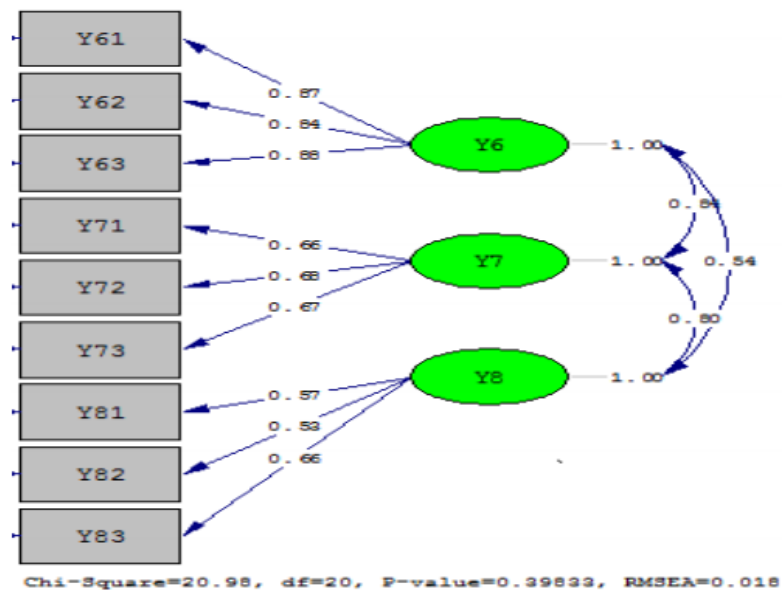 Y61
Y62
Y63
Y71
Y72
Y73
Y81
Y82
Y83
0.87
0.84
0.88
0.66
0.68
0.67
0.57
0.53
0.66
Y6
Y7
Y8
1.00
1.00
1.00
0.54
0.80
Chi-Square=20.98, df=20, P-value=0.39833, RMSEA=0.018